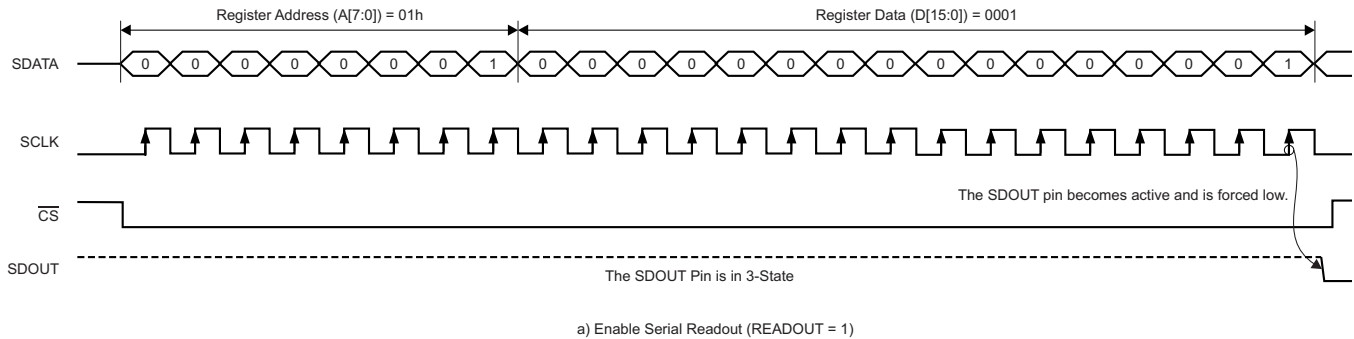 Register Address (A[7:0]) = 01h Register Data (D[15:0]) = 0001
SDATA 0 0 0 0 0 0 0 1 0 0 0 0 0 0 0 0 0 0 0 0 0 0 0 1
SCLK
The SDOUT pin becomes active and is forced low.
CS
SDOUT
The SDOUT Pin is in 3-State
a) Enable Serial Readout (READOUT = 1)